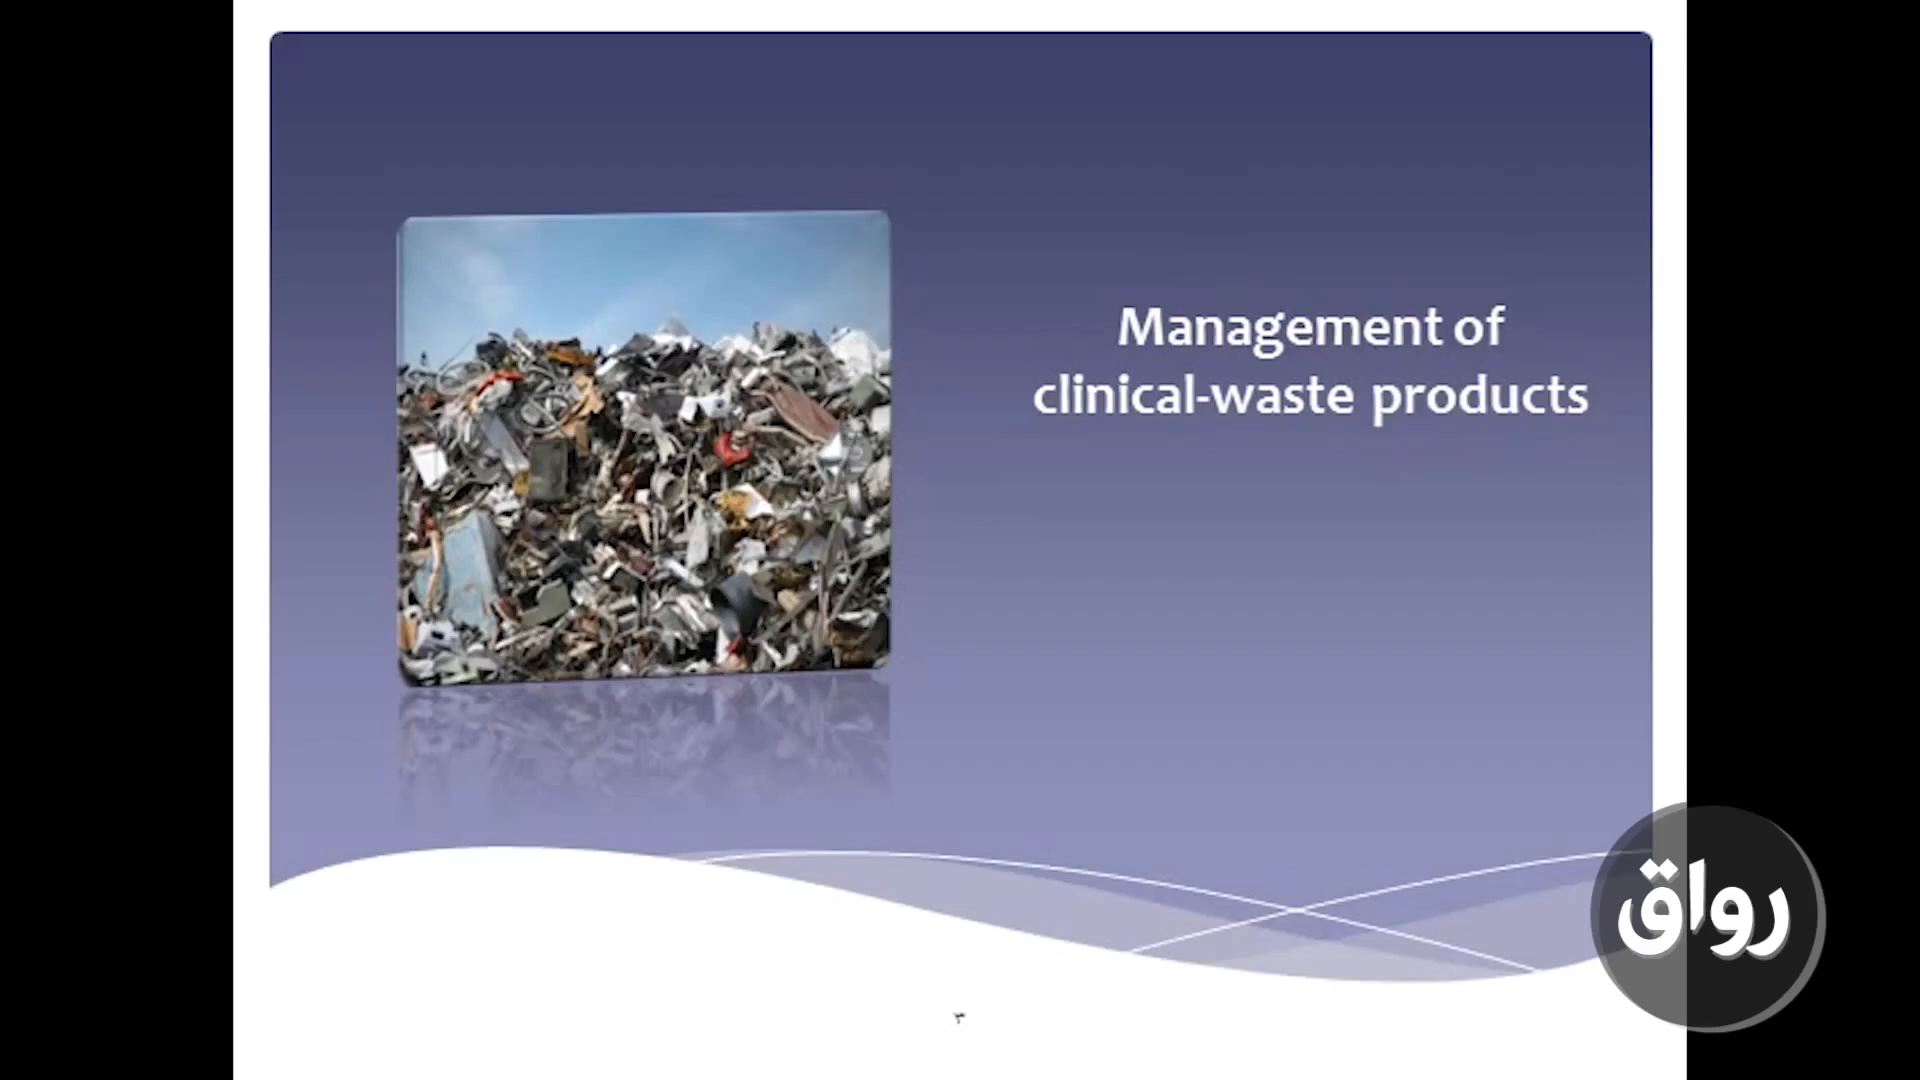 Management of
clinical-waste products
رواق
٣